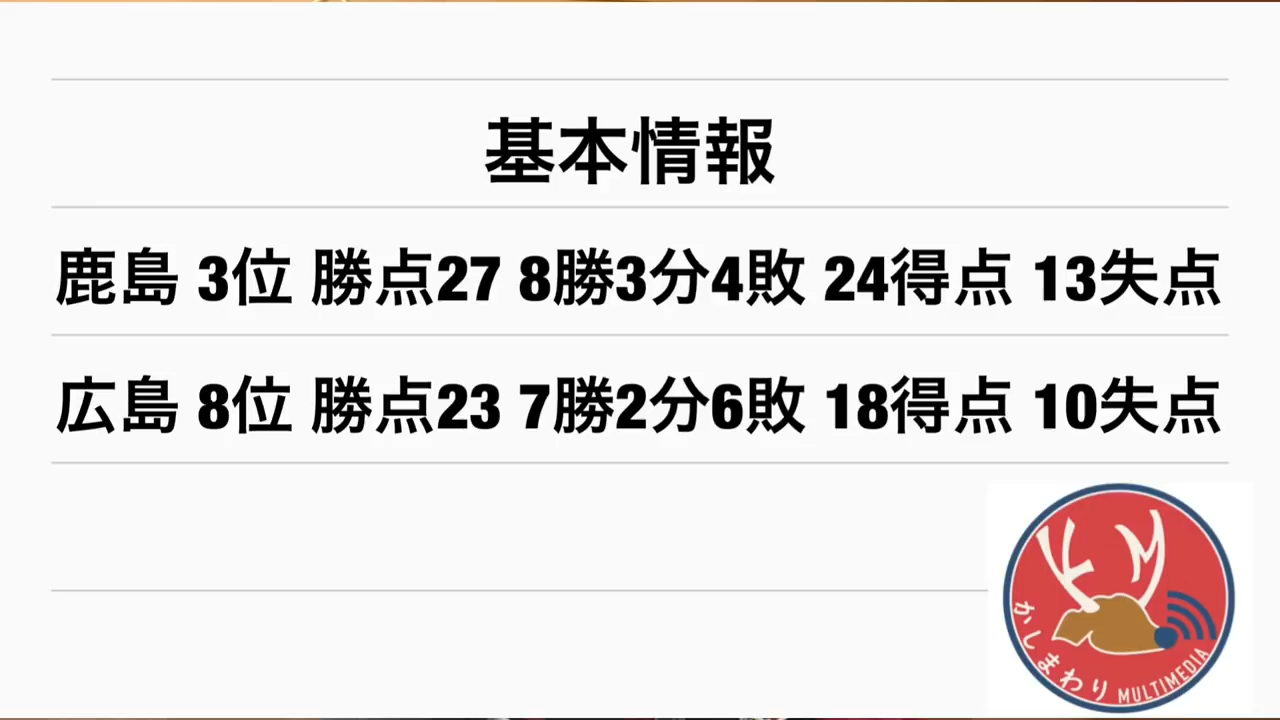 基本情報
鹿島 3位 勝点27 8勝3分4敗 24得点 13失点
広島 8位 勝点23 7勝2分6敗 18得点 10失点
KM
かしまわり MULTIMEDIA